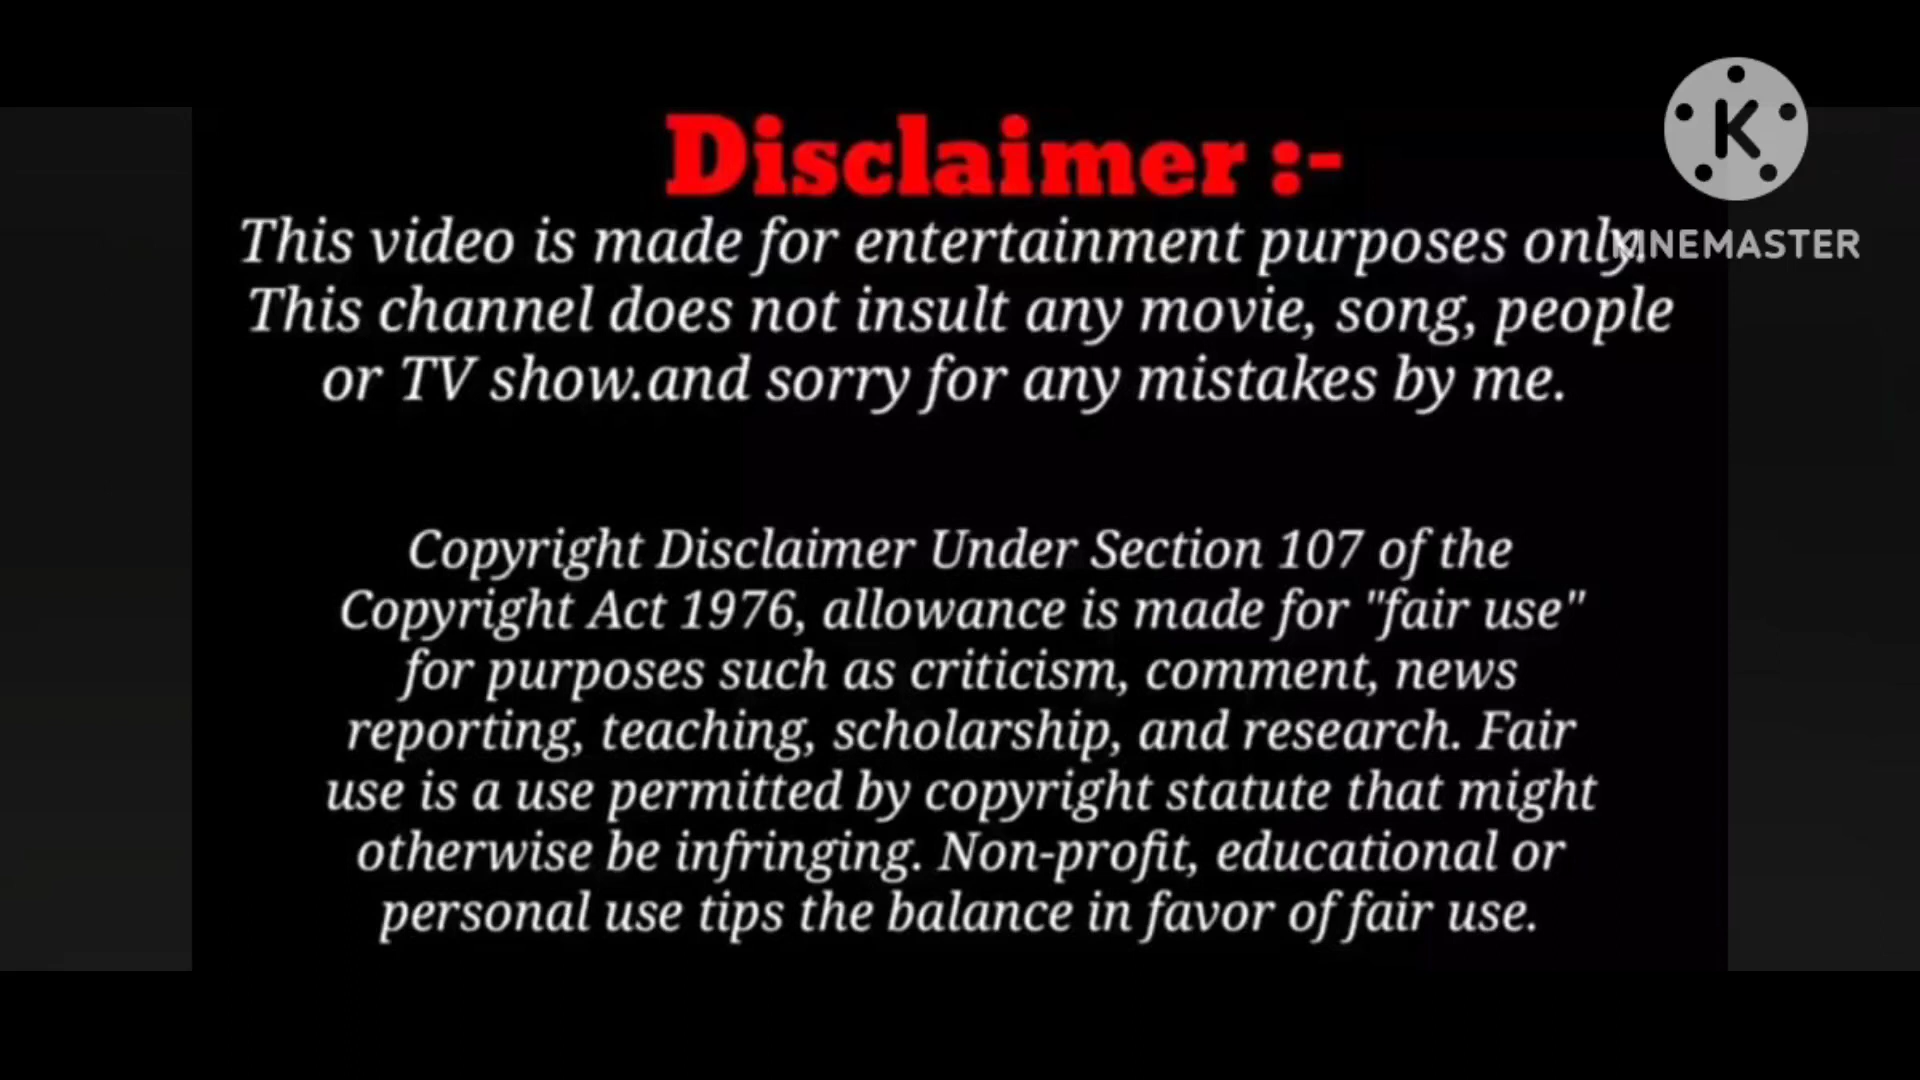 Disclaimer :-
This video is made for entertainment purposes only.
This channel does not insult any movie, song, people
or TV show.and sorry for any mistakes by me.
Copyright Disclaimer Under Section 107 of the
Copyright Act 1976, allowance is made for "fair use"
for purposes such as criticism, comment, news
reporting, teaching, scholarship, and research. Fair
use is a use permitted by copyright statute that might
otherwise be infringing. Non-profit, educational or
personal use tips the balance in favor of fair use.
K
KINEMASTER